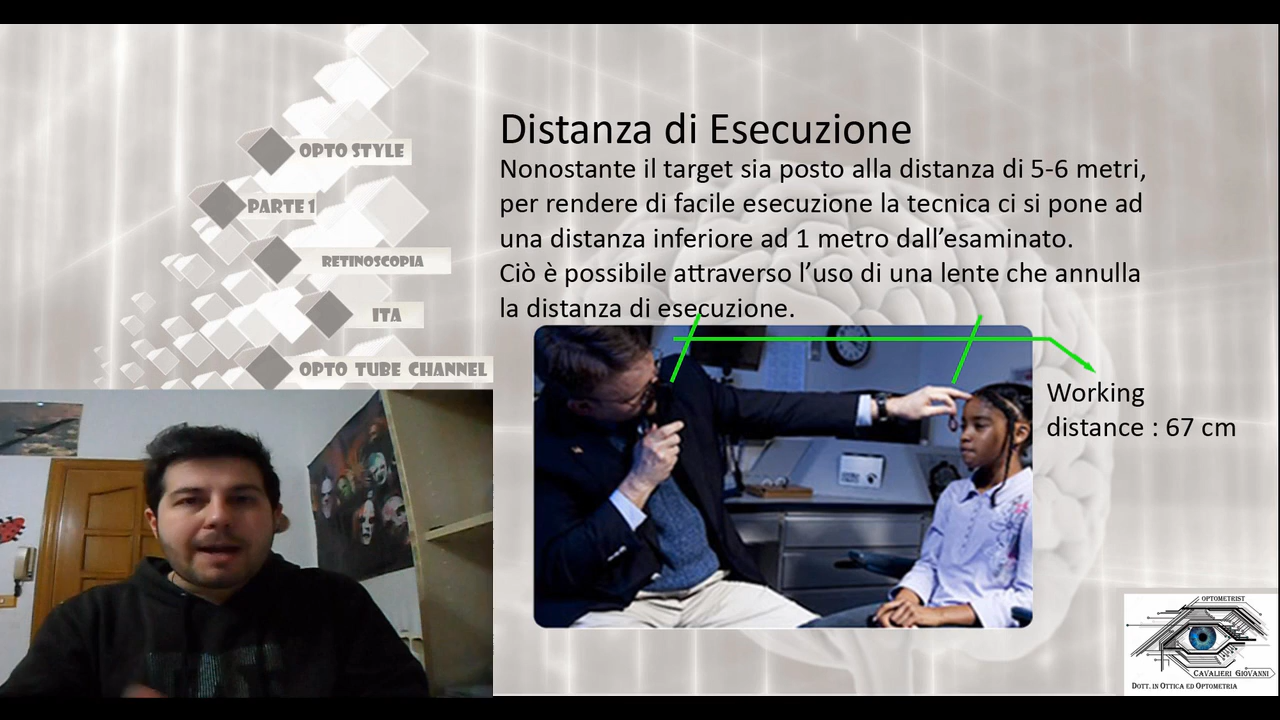 OPTO STYLE
PARTE 1
RETINOSCOPIA
ITA
OPTO TUBE CHANNEL
Distanza di Esecuzione
Nonostante il target sia posto alla distanza di 5-6 metri,
per rendere di facile esecuzione la tecnica ci si pone ad
una distanza inferiore ad 1 metro dall’esaminato.
Ciò è possibile attraverso l’uso di una lente che annulla
la distanza di esecuzione.
Working
distance : 67 cm
OPTOMETRIST
CAVALIERI GIOVANNI
DOTT. IN OTTICA ED OPTOMETRIA